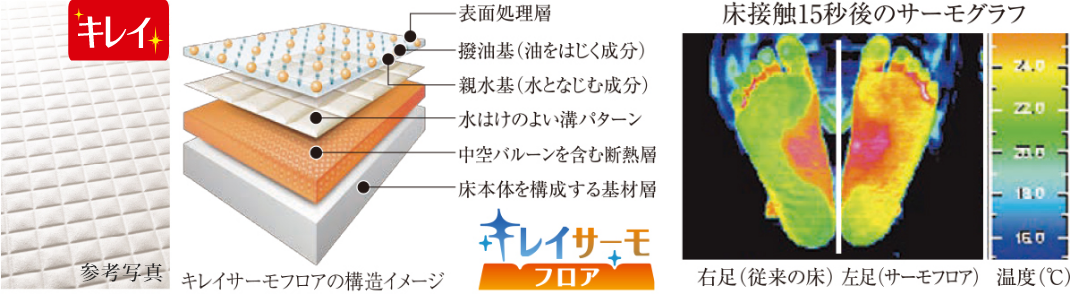 キレイ
参考写真
表面処理層
撥油基（油をはじく成分）
親水基（水となじむ成分）
水はけのよい溝パターン
中空バルーンを含む断熱層
床本体を構成する基材層
キレイサーモフロアの構造イメージ
キレイサーモ
フロア
床接触15秒後のサーモグラフ
24.0
22.0
20.0
18.0
16.0
右足（従来の床）
左足（サーモフロア）
温度（℃）